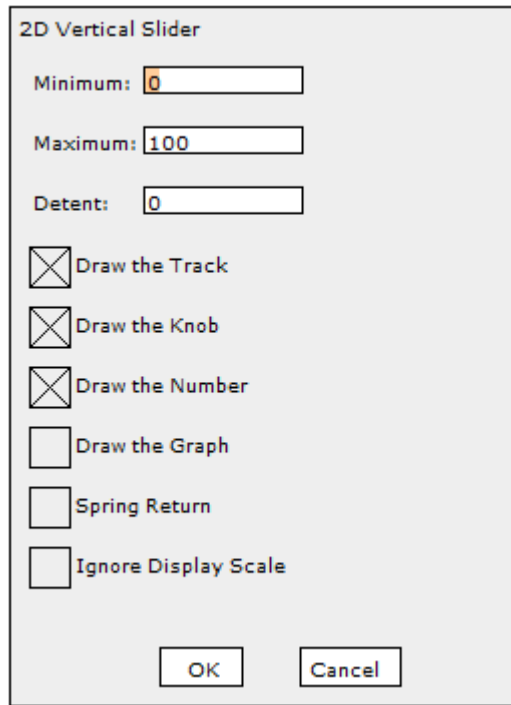 2D Vertical Slider
Minimum: 0
Maximum: 100
Detent: 0
Draw the Track
Draw the Knob
Draw the Number
Draw the Graph
Spring Return
Ignore Display Scale
OK Cancel